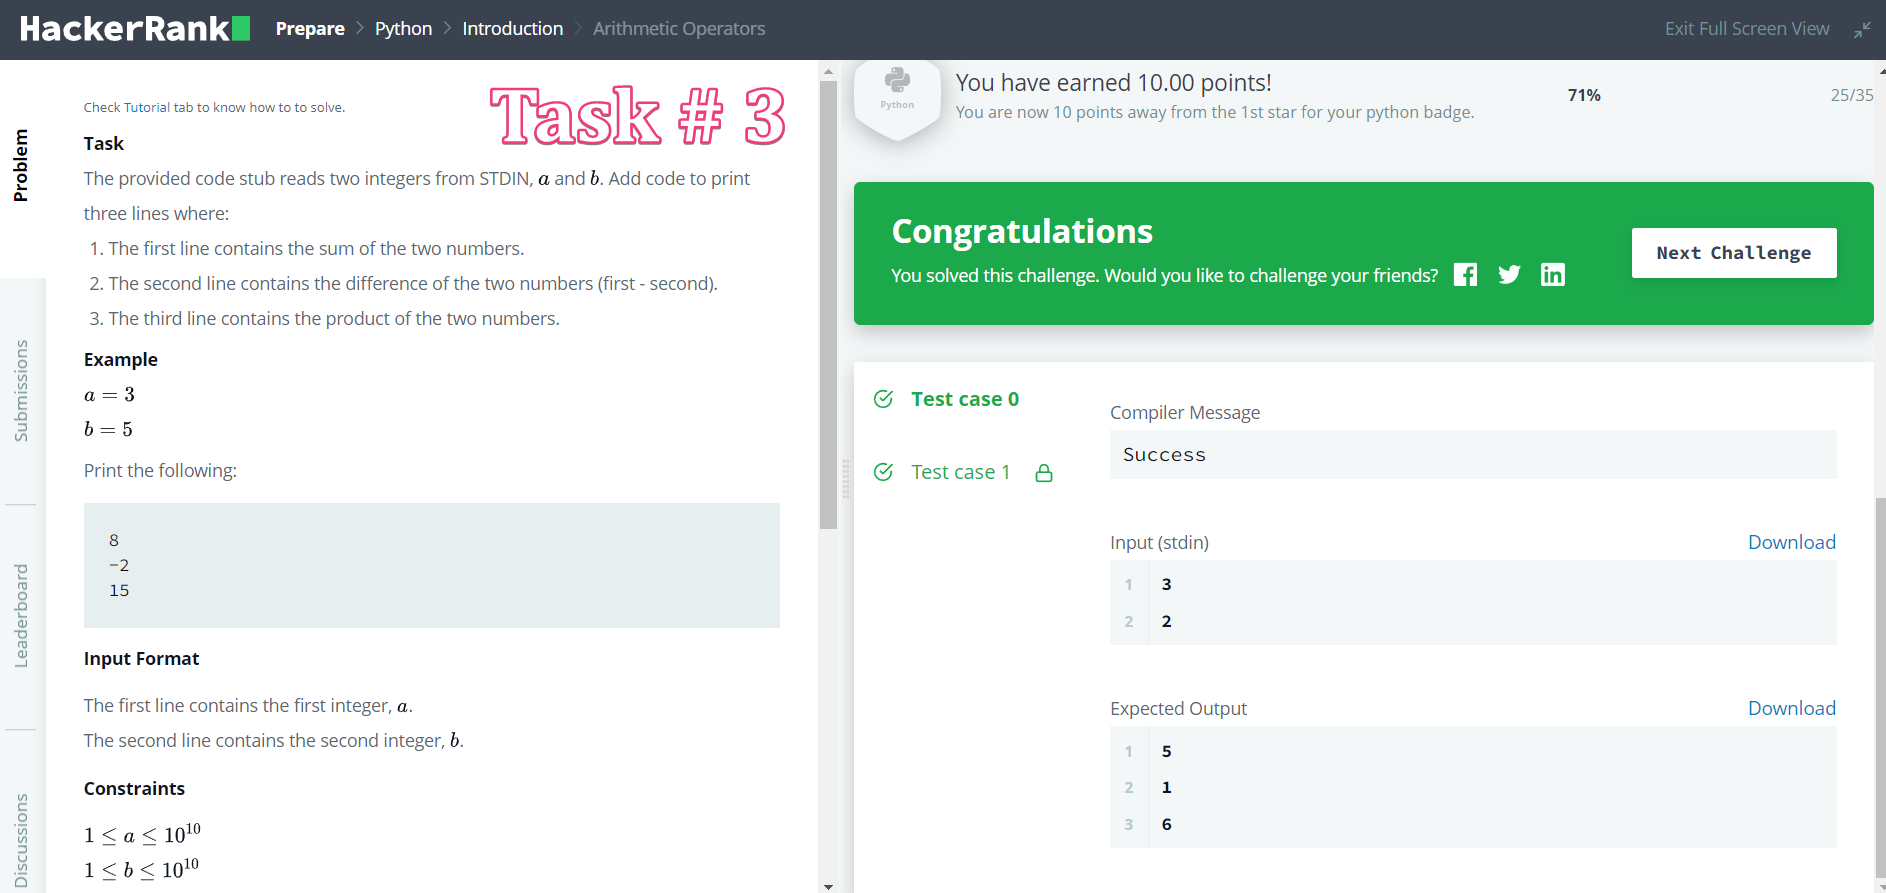 HackerRank Prepare > Python > Introduction > Arithmetic Operators Exit Full Screen View
Problem
Submissions
Leaderboard
Discussions
Task # 3
Check Tutorial tab to know how to to solve.
Task
The provided code stub reads two integers from STDIN, a and b. Add code to print
three lines where:
1. The first line contains the sum of the two numbers.
2. The second line contains the difference of the two numbers (first - second).
3. The third line contains the product of the two numbers.
Example
a = 3
b = 5
Print the following:
8
-2
15
Input Format
The first line contains the first integer, a.
The second line contains the second integer, b.
Constraints
1 ≤ a ≤ 10¹⁰
1 ≤ b ≤ 10¹⁰
Python
You have earned 10.00 points!
You are now 10 points away from the 1st star for your python badge.
71% 25/35
Congratulations
You solved this challenge. Would you like to challenge your friends?
Next Challenge
Test case 0
Test case 1
Compiler Message
Success
Input (stdin) Download
1 3
2 2
Expected Output Download
1 5
2 1
3 6